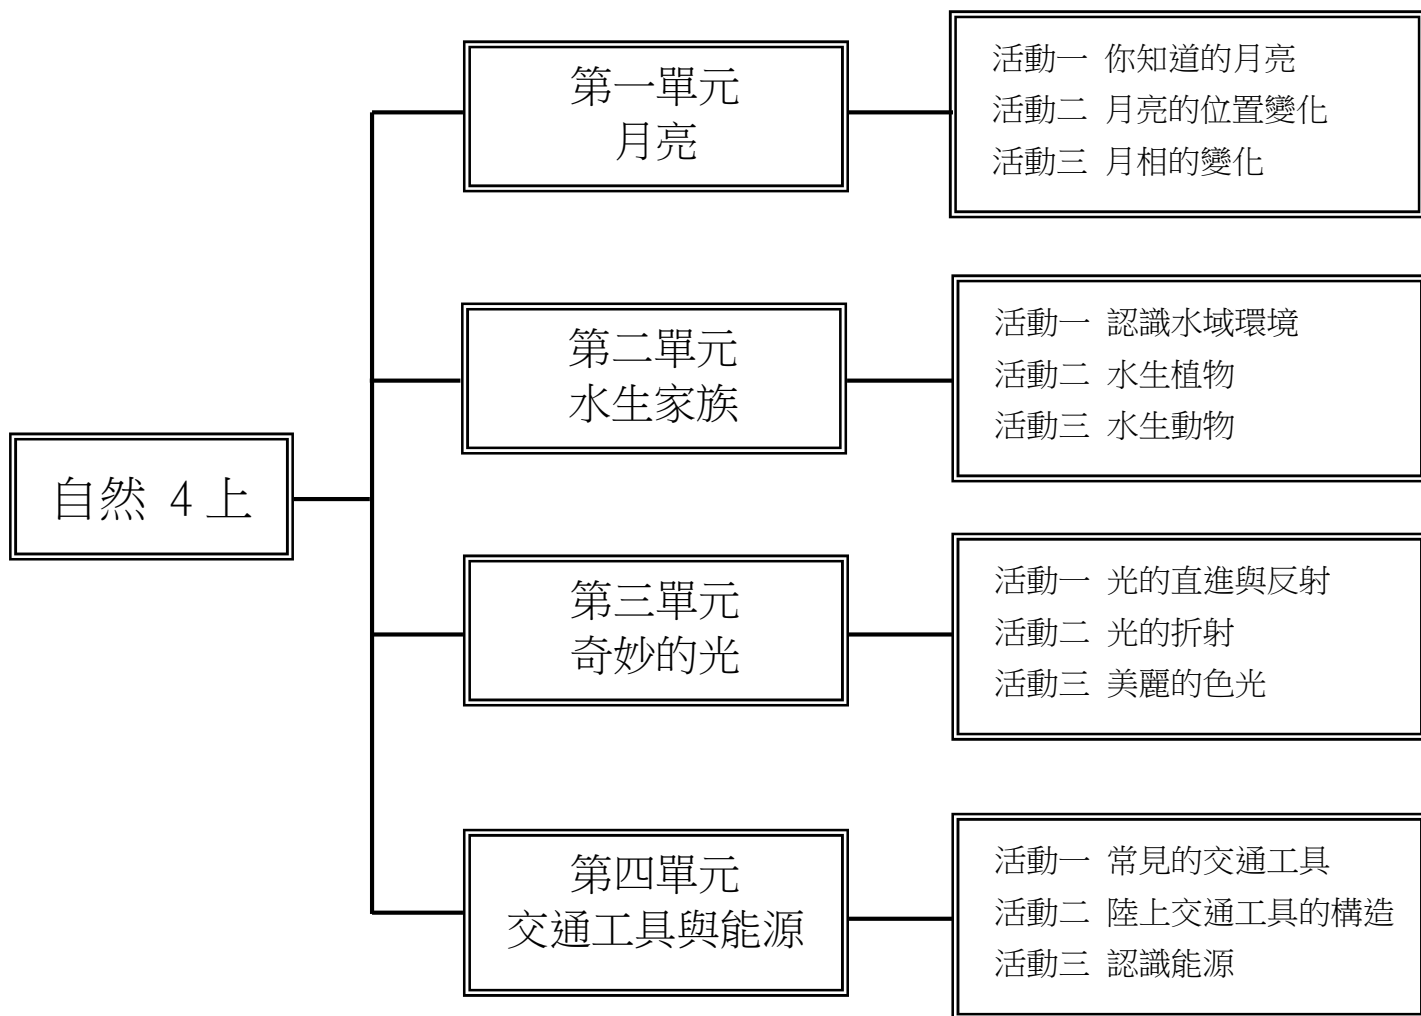 自然 4上
第一單元
月亮
活動一 你知道的月亮
活動二 月亮的位置變化
活動三 月相的變化
第二單元
水生家族
活動一 認識水域環境
活動二 水生植物
活動三 水生動物
第三單元
奇妙的光
活動一 光的直進與反射
活動二 光的折射
活動三 美麗的色光
第四單元
交通工具與能源
活動一 常見的交通工具
活動二 陸上交通工具的構造
活動三 認識能源